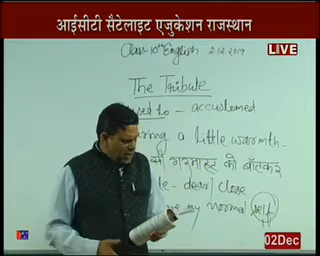 आईसीटी सैटेलाइट एजुकेशन राजस्थान
LIVE
Class-10th English 2/12/2019
The Tribute
used to - accustomed
a little warmth-
सी गरमाहट को बाँटकर
dear/close
my normal self
02Dec